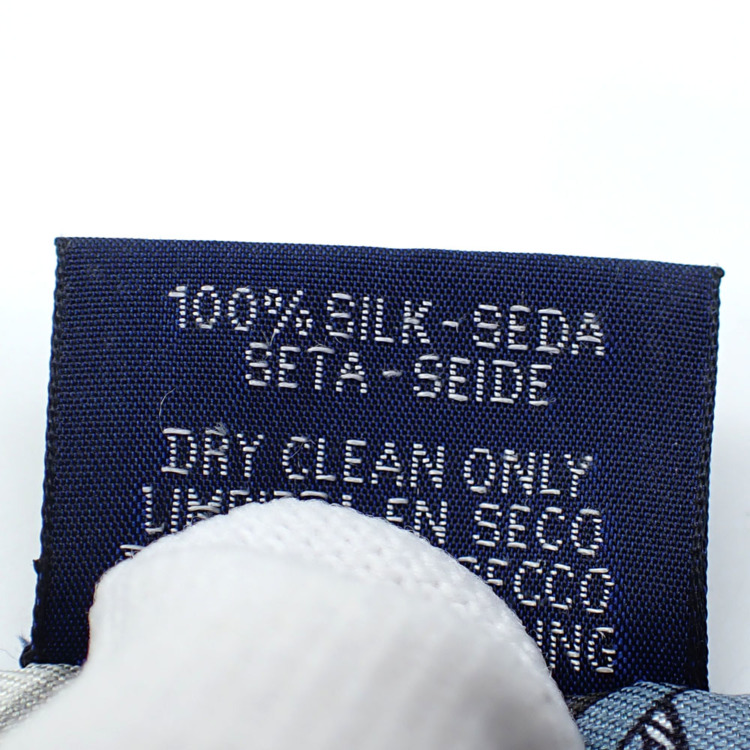 100% SILK - SEDA
SETA - SEIDE
DRY CLEAN ONLY
EN SECO
SECCO